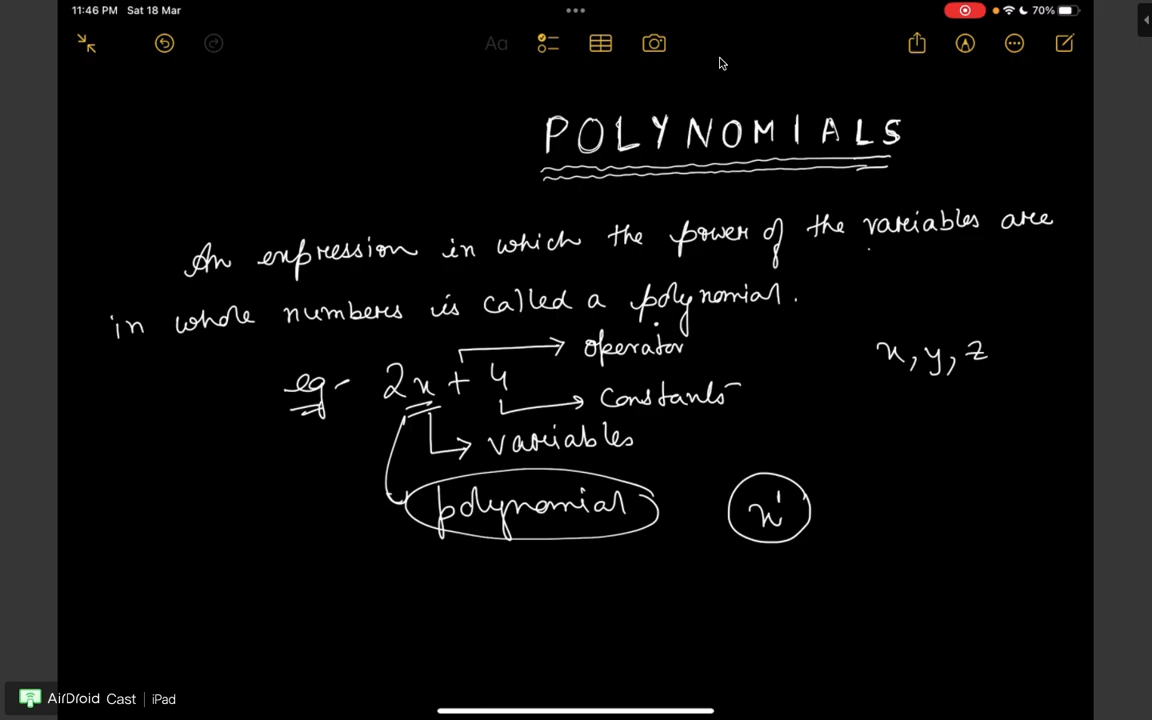 11:46 PM Sat 18 Mar
70%
Aa
POLYNOMIALS
An expression in which the power of the variables are
in whole numbers is called a polynomial.
operator
x, y, z
eg- 2x + 4
constants
variables
polynomial
x¹
AirDroid Cast | iPad